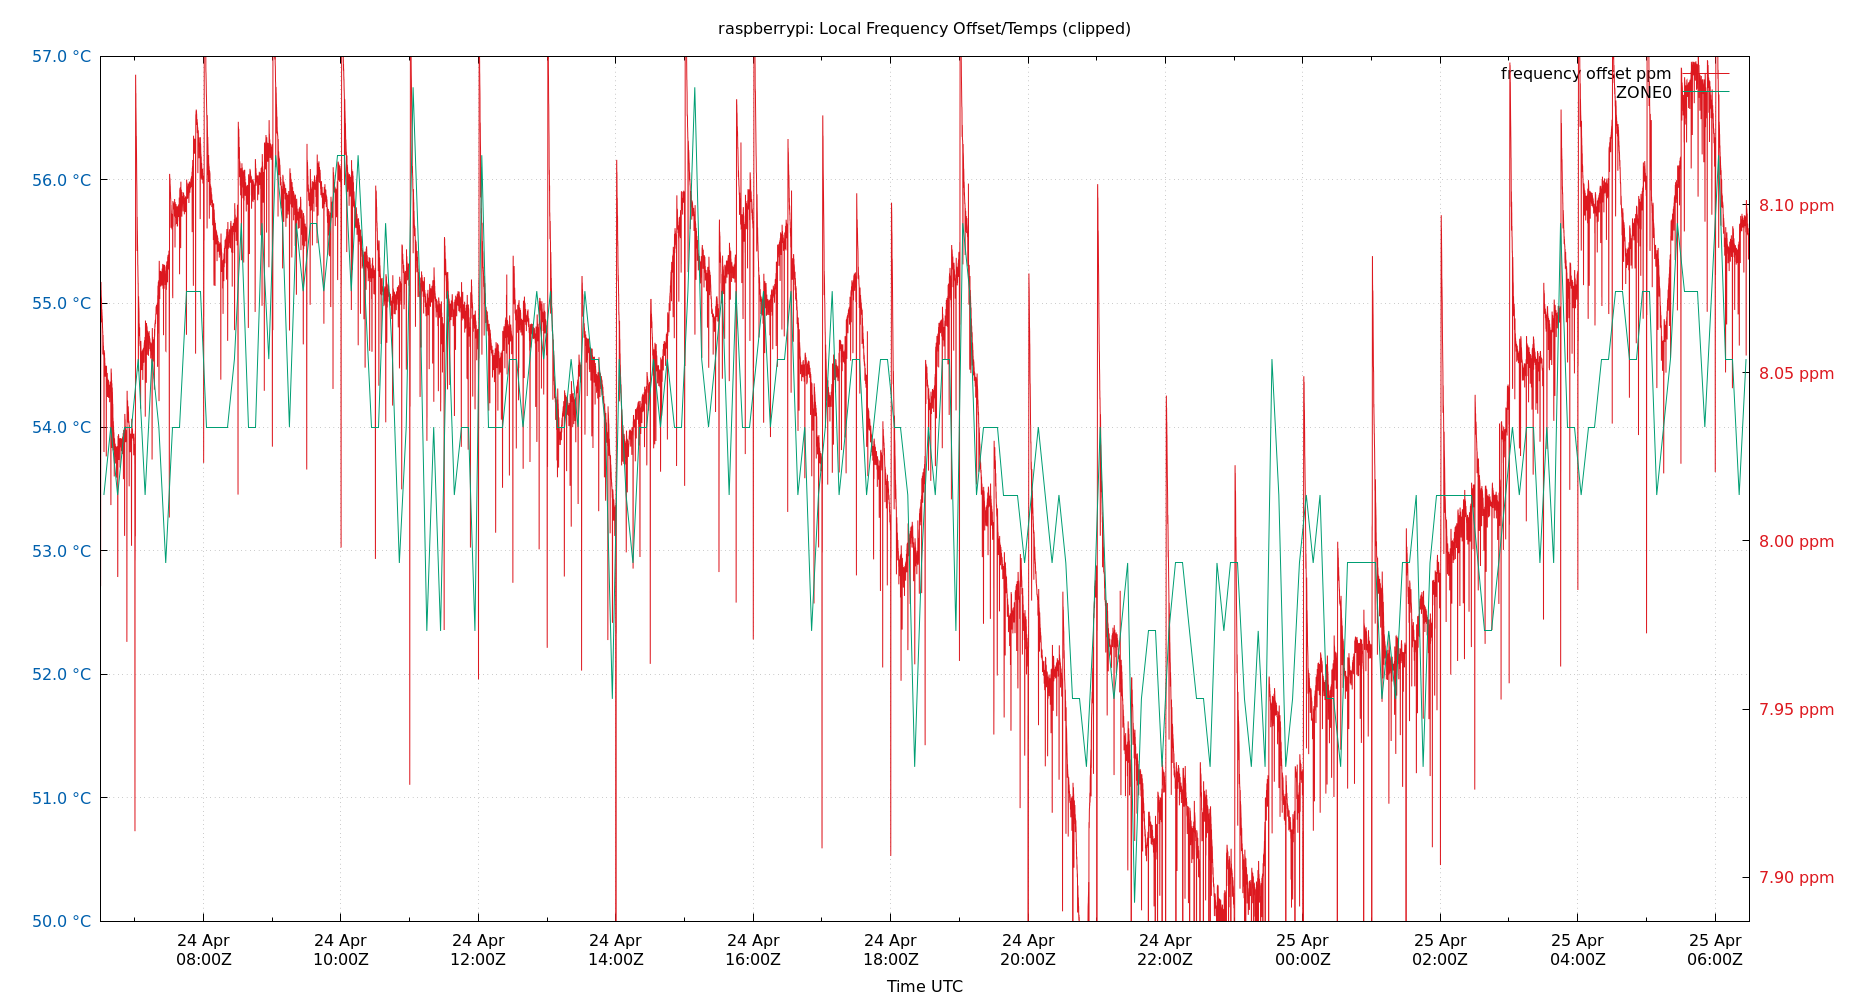 raspberrypi: Local Frequency Offset/Temps (clipped)
57.0 °C
56.0 °C
55.0 °C
54.0 °C
53.0 °C
52.0 °C
51.0 °C
50.0 °C
frequency offset ppm
ZONE0
8.10 ppm
8.05 ppm
8.00 ppm
7.95 ppm
7.90 ppm
24 Apr
08:00Z
24 Apr
10:00Z
24 Apr
12:00Z
24 Apr
14:00Z
24 Apr
16:00Z
24 Apr
18:00Z
24 Apr
20:00Z
24 Apr
22:00Z
25 Apr
00:00Z
25 Apr
02:00Z
25 Apr
04:00Z
25 Apr
06:00Z
Time UTC